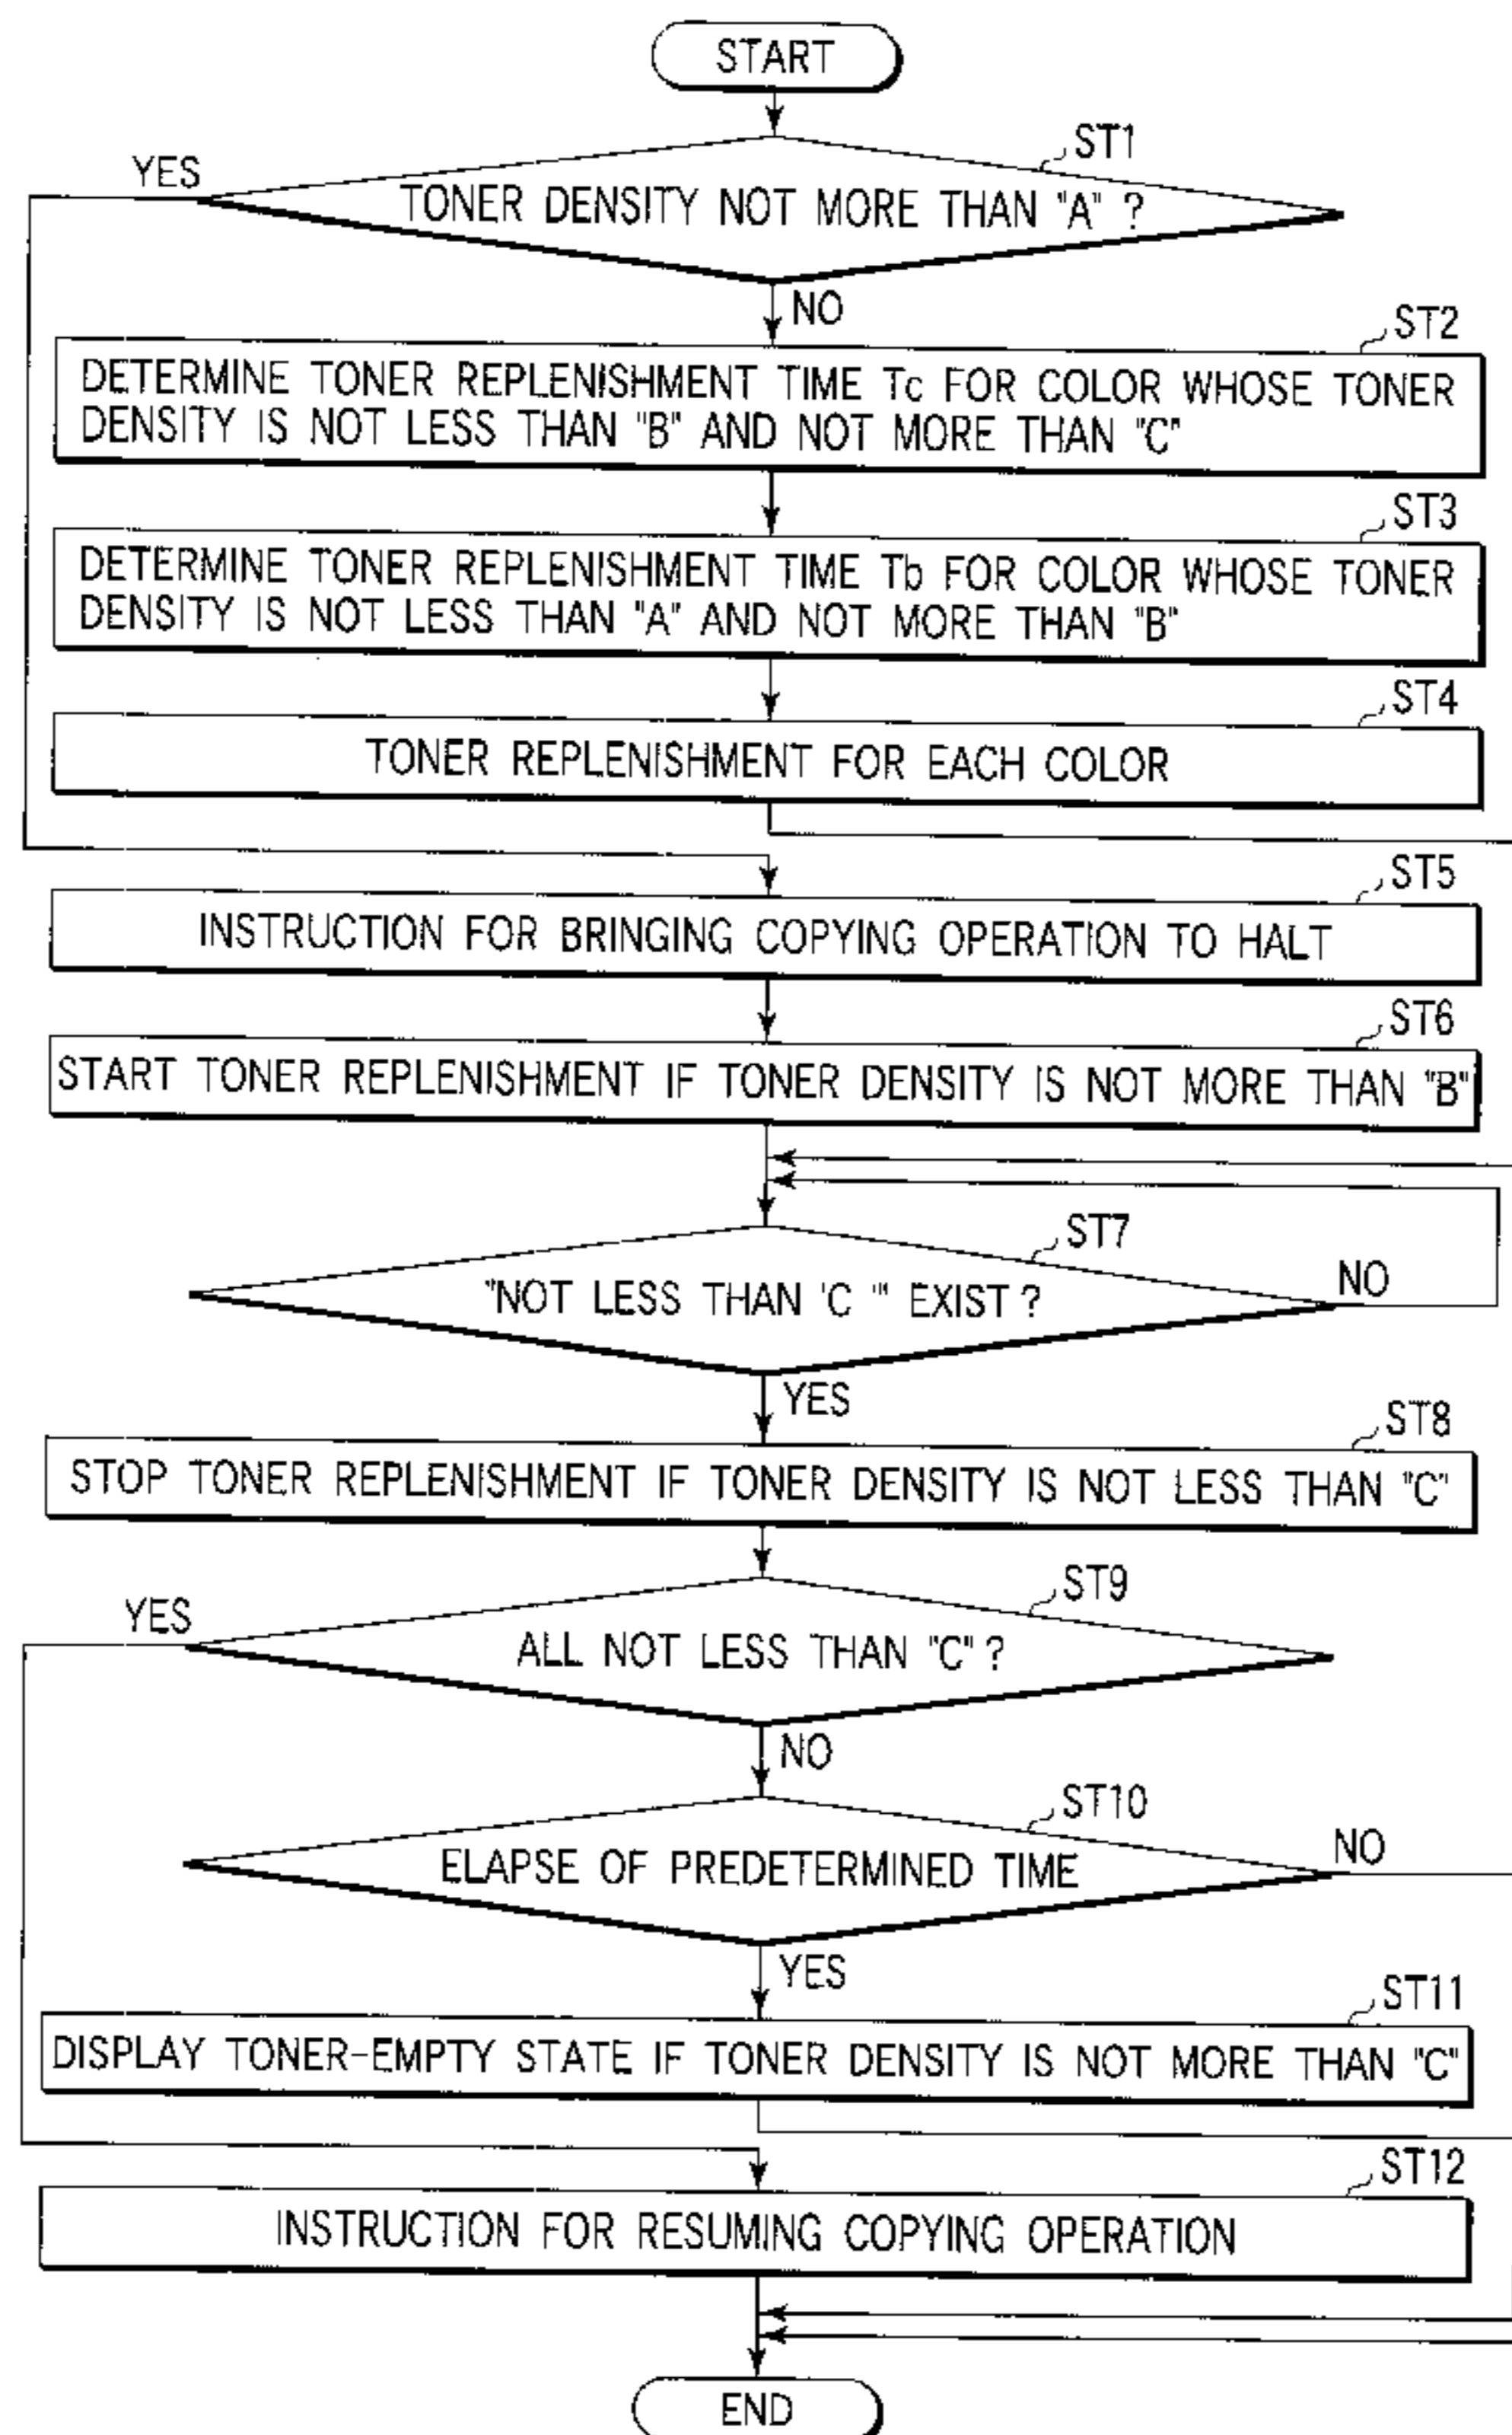 START
ST1
YES
TONER DENSITY NOT MORE THAN "A" ?
NO
ST2
DETERMINE TONER REPLENISHMENT TIME Tc FOR COLOR WHOSE TONER
DENSITY IS NOT LESS THAN "B" AND NOT MORE THAN "C"
ST3
DETERMINE TONER REPLENISHMENT TIME Tb FOR COLOR WHOSE TONER
DENSITY IS NOT LESS THAN "A" AND NOT MORE THAN "B"
ST4
TONER REPLENISHMENT FOR EACH COLOR
ST5
INSTRUCTION FOR BRINGING COPYING OPERATION TO HALT
ST6
START TONER REPLENISHMENT IF TONER DENSITY IS NOT MORE THAN "B"
ST7
"NOT LESS THAN 'C '" EXIST ?
NO
YES
ST8
STOP TONER REPLENISHMENT IF TONER DENSITY IS NOT LESS THAN "C"
ST9
YES
ALL NOT LESS THAN "C" ?
NO
ST10
ELAPSE OF PREDETERMINED TIME
NO
YES
ST11
DISPLAY TONER-EMPTY STATE IF TONER DENSITY IS NOT MORE THAN "C"
ST12
INSTRUCTION FOR RESUMING COPYING OPERATION
END